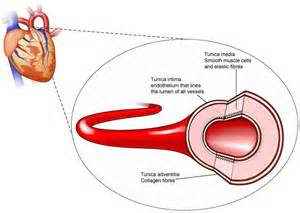 Tunica media
Smooth muscle cells
and elastic fibres
Tunica intima
endothelium that lines
the lumen of all vessels
Tunica adventitia
Collagen fibres